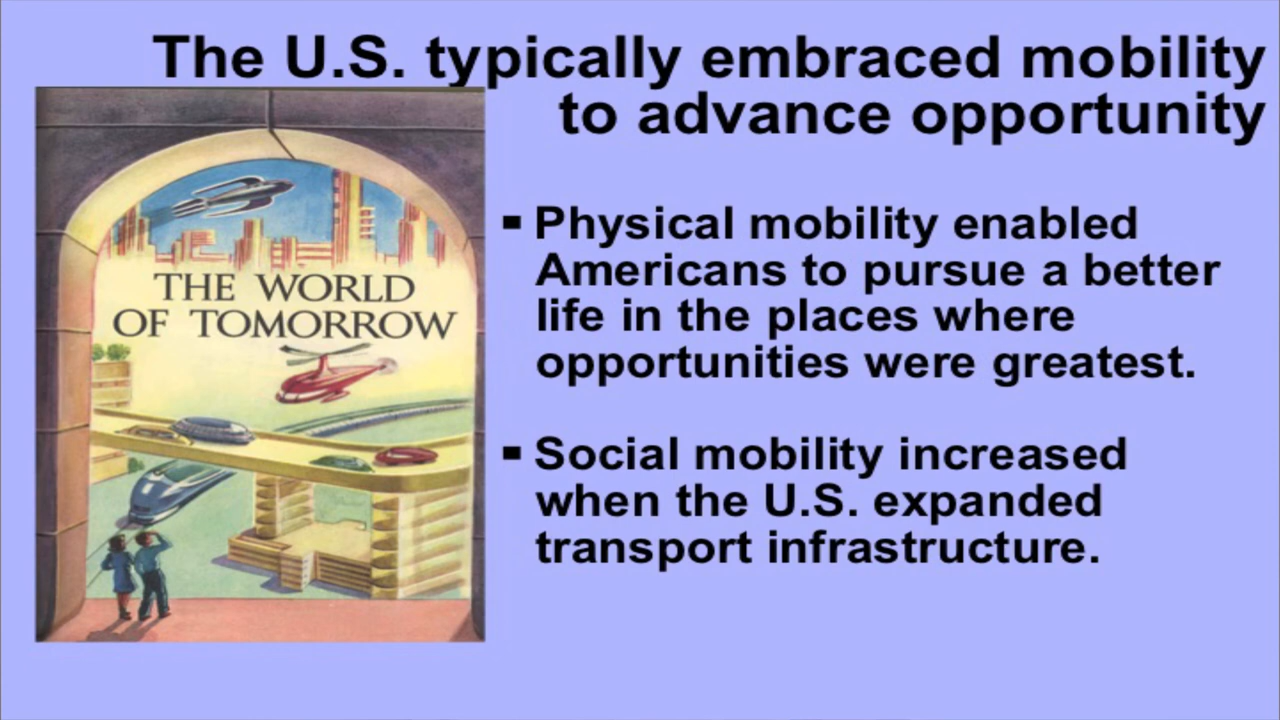 The U.S. typically embraced mobility
to advance opportunity
THE WORLD
OF TOMORROW
▪ Physical mobility enabled
Americans to pursue a better
life in the places where
opportunities were greatest.
▪ Social mobility increased
when the U.S. expanded
transport infrastructure.